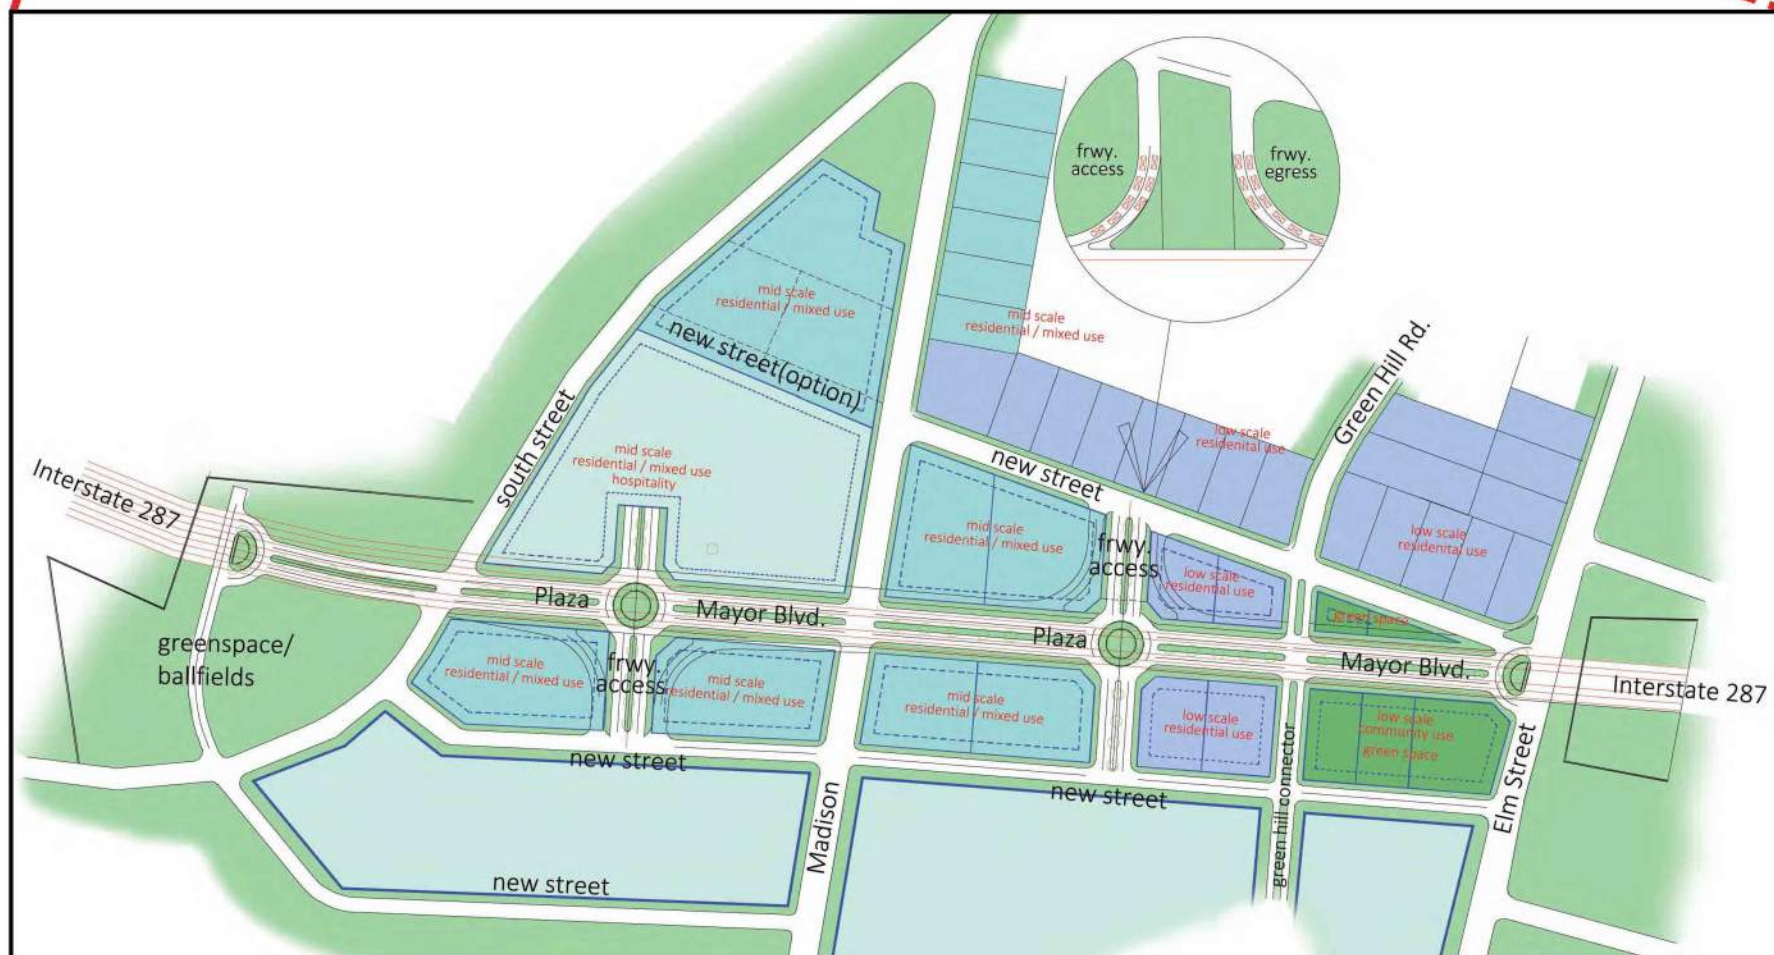 frwy.
access
frwy.
egress
mid scale
residential / mixed use
new street(option)
mid scale
residential / mixed use
Green Hill Rd.
south street
mid scale
residential / mixed use
hospitality
low scale
residenital use
new street
Interstate 287
mid scale
residential / mixed use
frwy.
access
low scale
residential use
low scale
residenital use
Plaza
Mayor Blvd.
Plaza
green space
Mayor Blvd.
Interstate 287
greenspace/
ballfields
mid scale
residential / mixed use
frwy.
access
mid scale
residential / mixed use
mid scale
residential / mixed use
low scale
residential use
low scale
community use
green space
new street
new street
Madison
green hill connector
Elm Street
new street